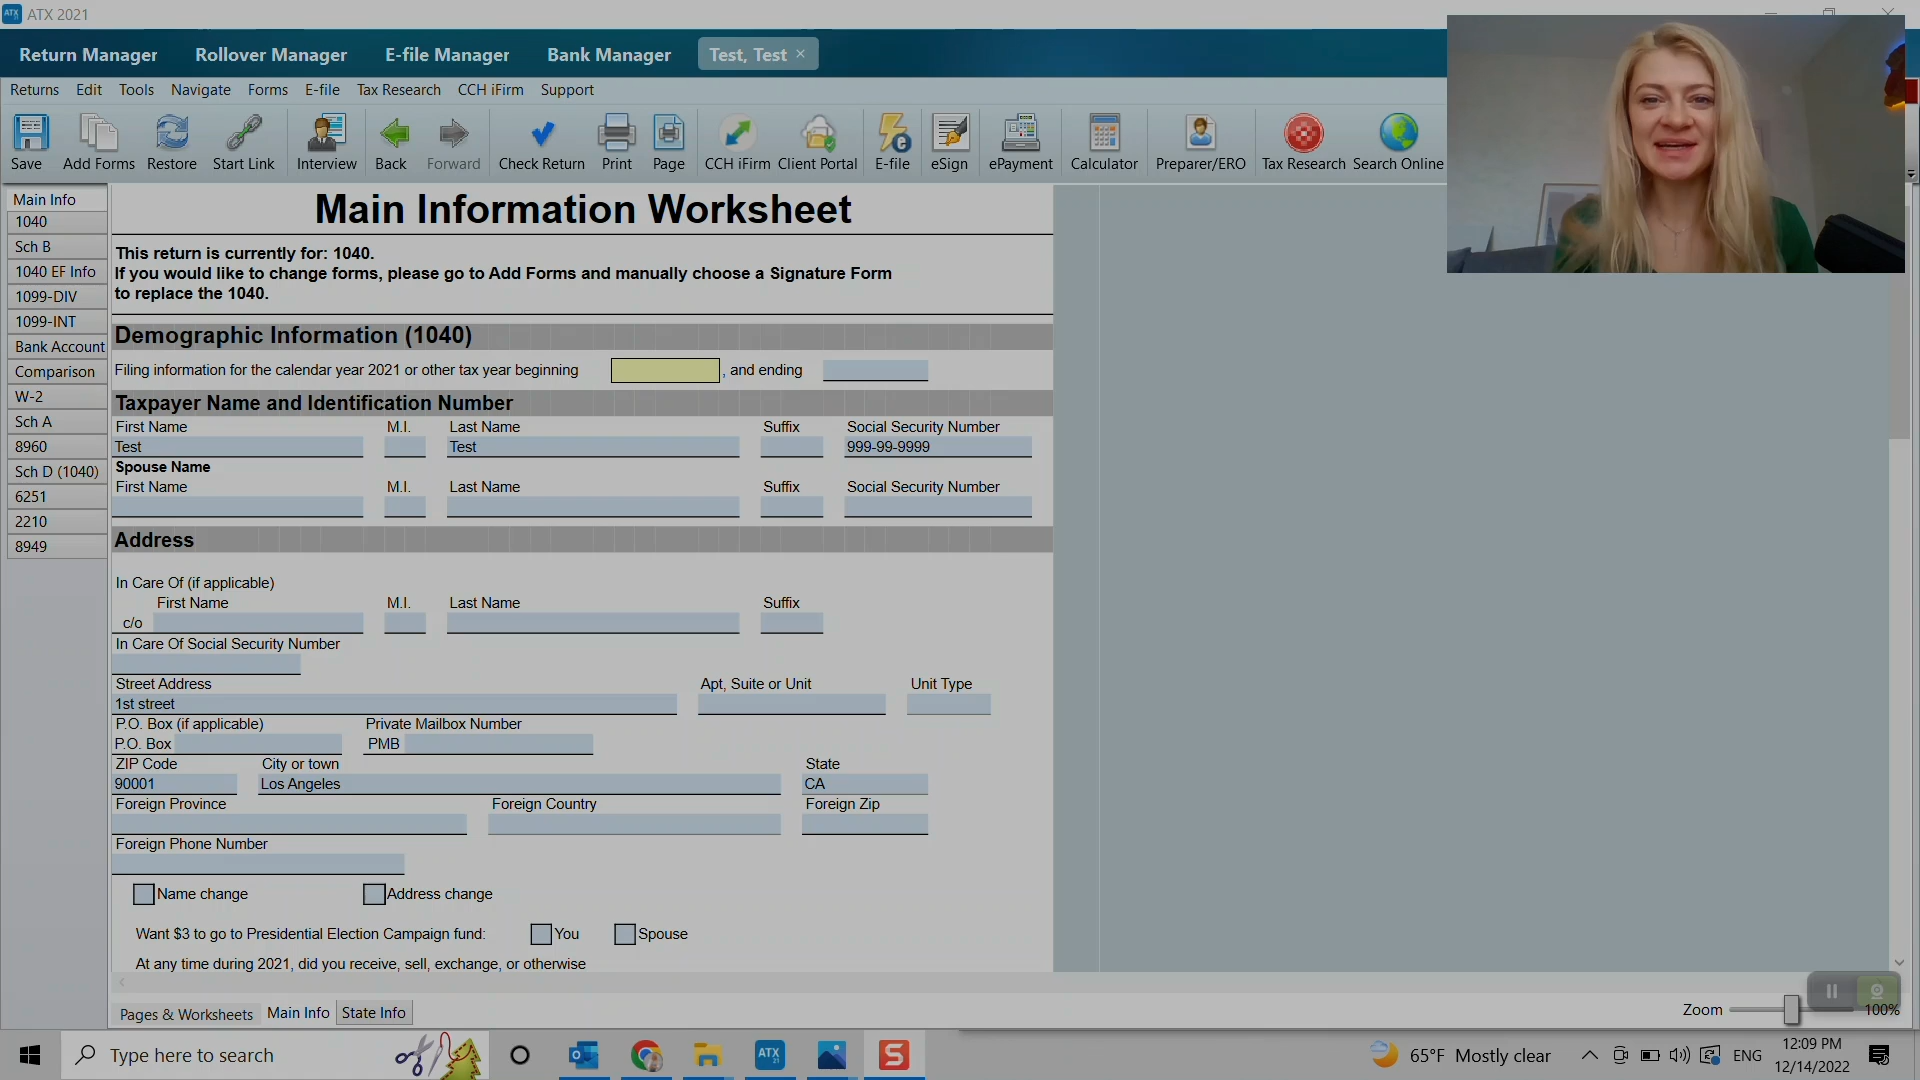 ATX 2021
Return Manager Rollover Manager E-file Manager Bank Manager Test, Test ×
Returns Edit Tools Navigate Forms E-file Tax Research CCH iFirm Support
Save Add Forms Restore Start Link Interview Back Forward Check Return Print Page CCH iFirm Client Portal E-file eSign ePayment Calculator Preparer/ERO Tax Research Search Online
Main Info
1040
Sch B
1040 EF Info
1099-DIV
1099-INT
Bank Account
Comparison
W-2
Sch A
8960
Sch D (1040)
6251
2210
8949
Main Information Worksheet
This return is currently for: 1040.
If you would like to change forms, please go to Add Forms and manually choose a Signature Form
to replace the 1040.
Demographic Information (1040)
Filing information for the calendar year 2021 or other tax year beginning , and ending
Taxpayer Name and Identification Number
First Name M.I. Last Name Suffix Social Security Number
Test Test 999-99-9999
Spouse Name
First Name M.I. Last Name Suffix Social Security Number
Address
In Care Of (if applicable)
First Name M.I. Last Name Suffix
c/o
In Care Of Social Security Number
Street Address Apt, Suite or Unit Unit Type
1st street
P.O. Box (if applicable) Private Mailbox Number
P.O. Box PMB
ZIP Code City or town State
90001 Los Angeles CA
Foreign Province Foreign Country Foreign Zip
Foreign Phone Number
Name change Address change
Want $3 to go to Presidential Election Campaign fund: You Spouse
At any time during 2021, did you receive, sell, exchange, or otherwise
Pages & Worksheets Main Info State Info
Zoom 100%
Type here to search
ATX
21
S
65°F Mostly clear
ENG
12:09 PM
12/14/2022